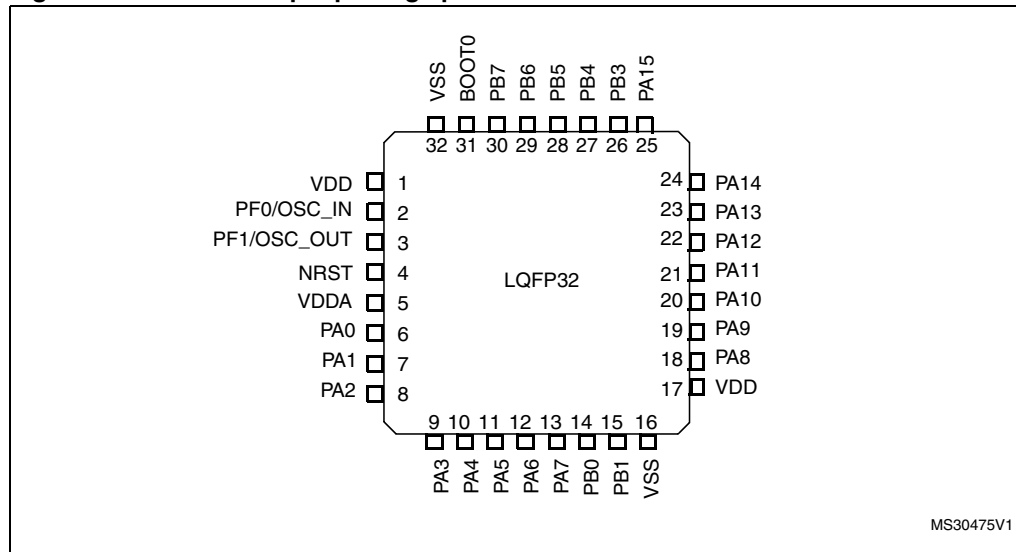 VSS
BOOT0
PB7
PB6
PB5
PB4
PB3
PA15
32 31 30 29 28 27 26 25
VDD 1
PF0/OSC_IN 2
PF1/OSC_OUT 3
NRST 4
VDDA 5
PA0 6
PA1 7
PA2 8
LQFP32
24 PA14
23 PA13
22 PA12
21 PA11
20 PA10
19 PA9
18 PA8
17 VDD
9 10 11 12 13 14 15 16
PA3
PA4
PA5
PA6
PA7
PB0
PB1
VSS
MS30475V1